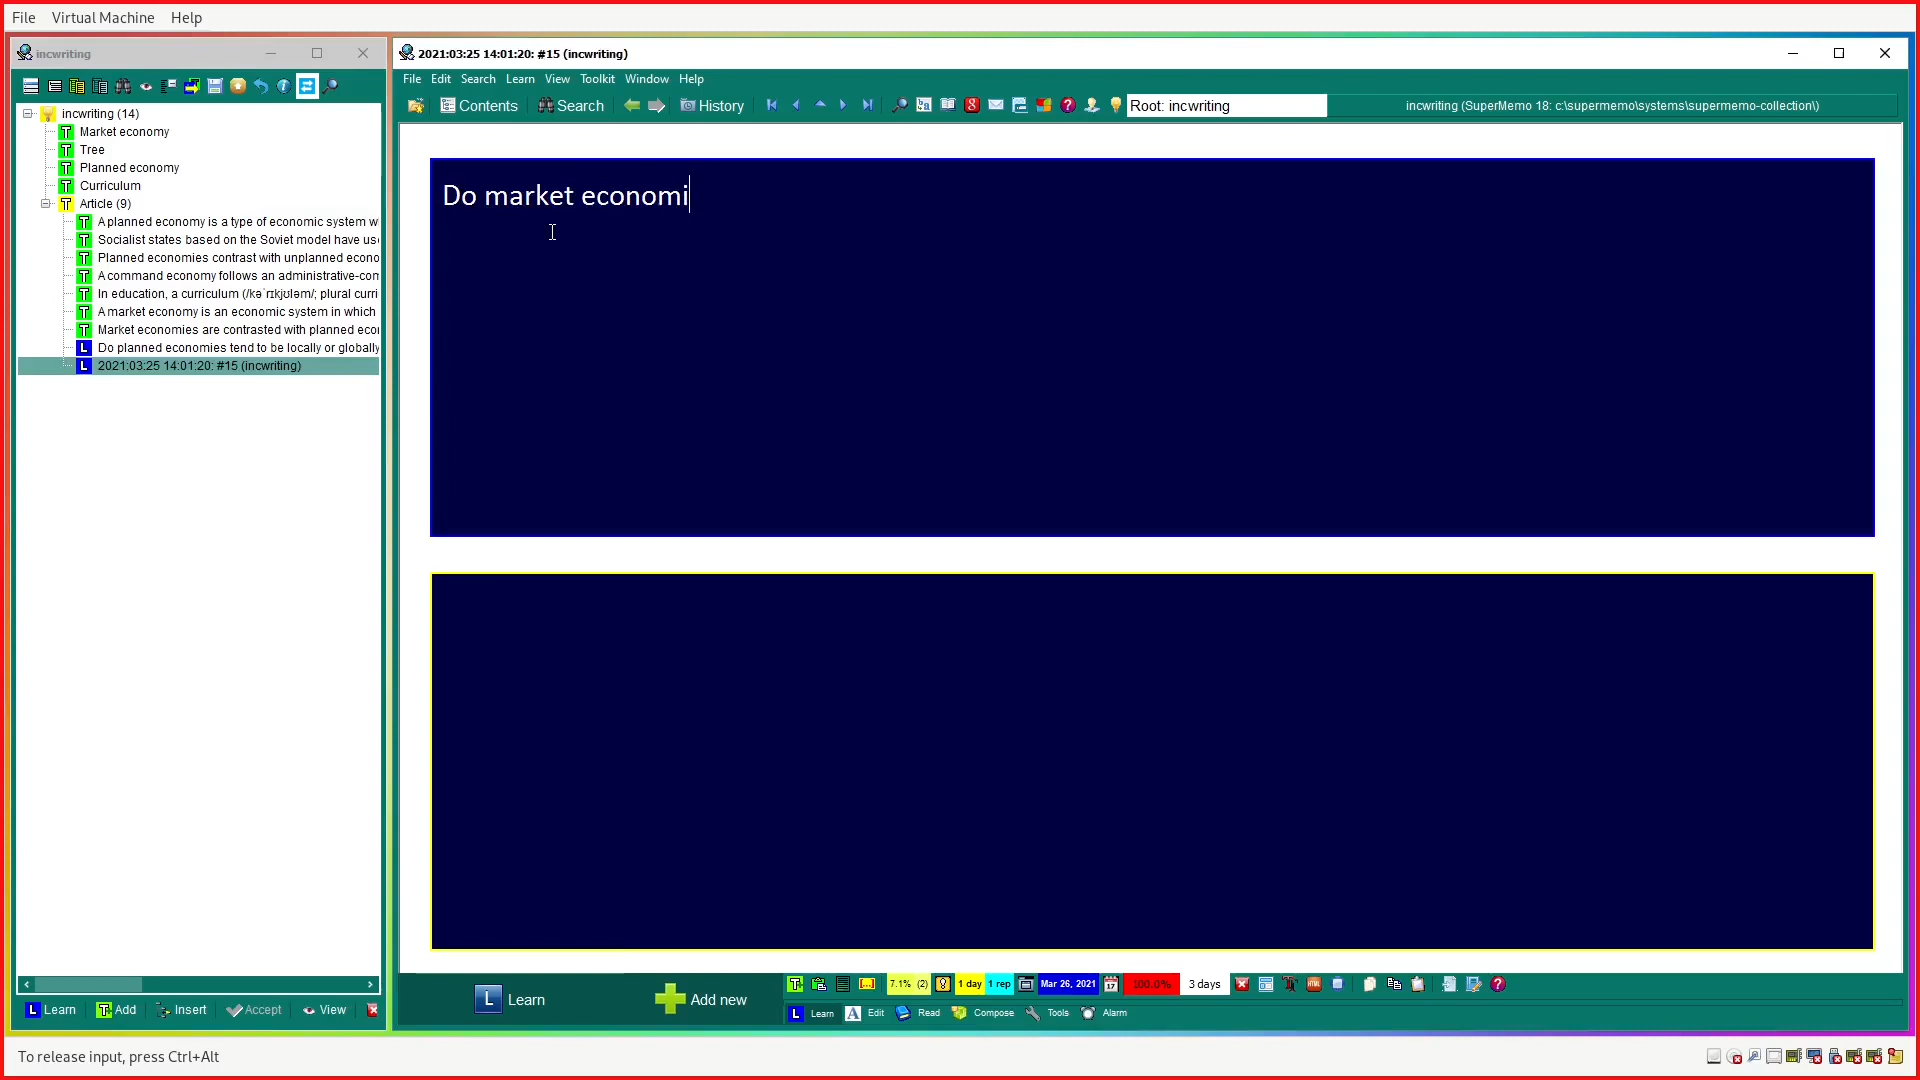 File Virtual Machine Help
incwriting
2021:03:25 14:01:20: #15 (incwriting)
File Edit Search Learn View Toolkit Window Help
Contents Search History Root: incwriting incwriting (SuperMemo 18: c:\supermemo\systems\supermemo-collection\)
incwriting (14)
Market economy
Tree
Planned economy
Curriculum
Article (9)
A planned economy is a type of economic system w
Socialist states based on the Soviet model have us
Planned economies contrast with unplanned econo
A command economy follows an administrative-com
In education, a curriculum (/kəˈrɪkjʊləm/; plural curri
A market economy is an economic system in which
Market economies are contrasted with planned eco
Do planned economies tend to be locally or globally
2021:03:25 14:01:20: #15 (incwriting)
Do market economi
Learn Add Insert Accept View
Learn Add new
7.1% (2) 1 day 1 rep Mar 26, 2021 17 100.0% 3 days
Learn Edit Read Compose Tools Alarm
To release input, press Ctrl+Alt